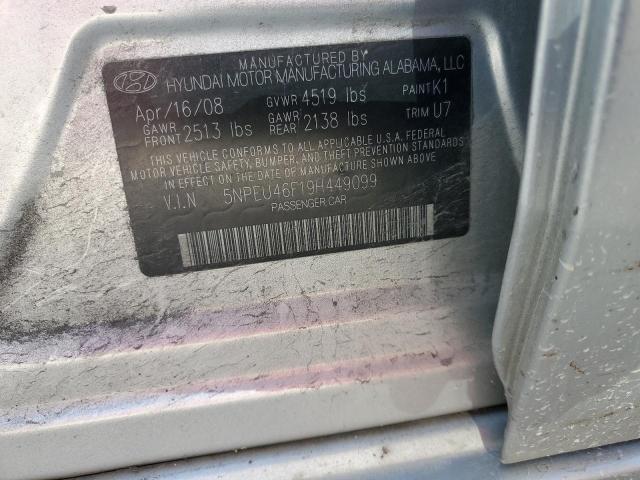 MANUFACTURED BY
HYUNDAI MOTOR MANUFACTURING ALABAMA, LLC
Apr/16/08 GVWR 4519 lbs PAINT K1
GAWR FRONT 2513 lbs GAWR REAR 2138 lbs TRIM U7
THIS VEHICLE CONFORMS TO ALL APPLICABLE U.S.A. FEDERAL
MOTOR VEHICLE SAFETY, BUMPER, AND THEFT PREVENTION STANDARDS
IN EFFECT ON THE DATE OF MANUFACTURE SHOWN ABOVE.
V.I.N 5NPEU46F19H449099
PASSENGER CAR